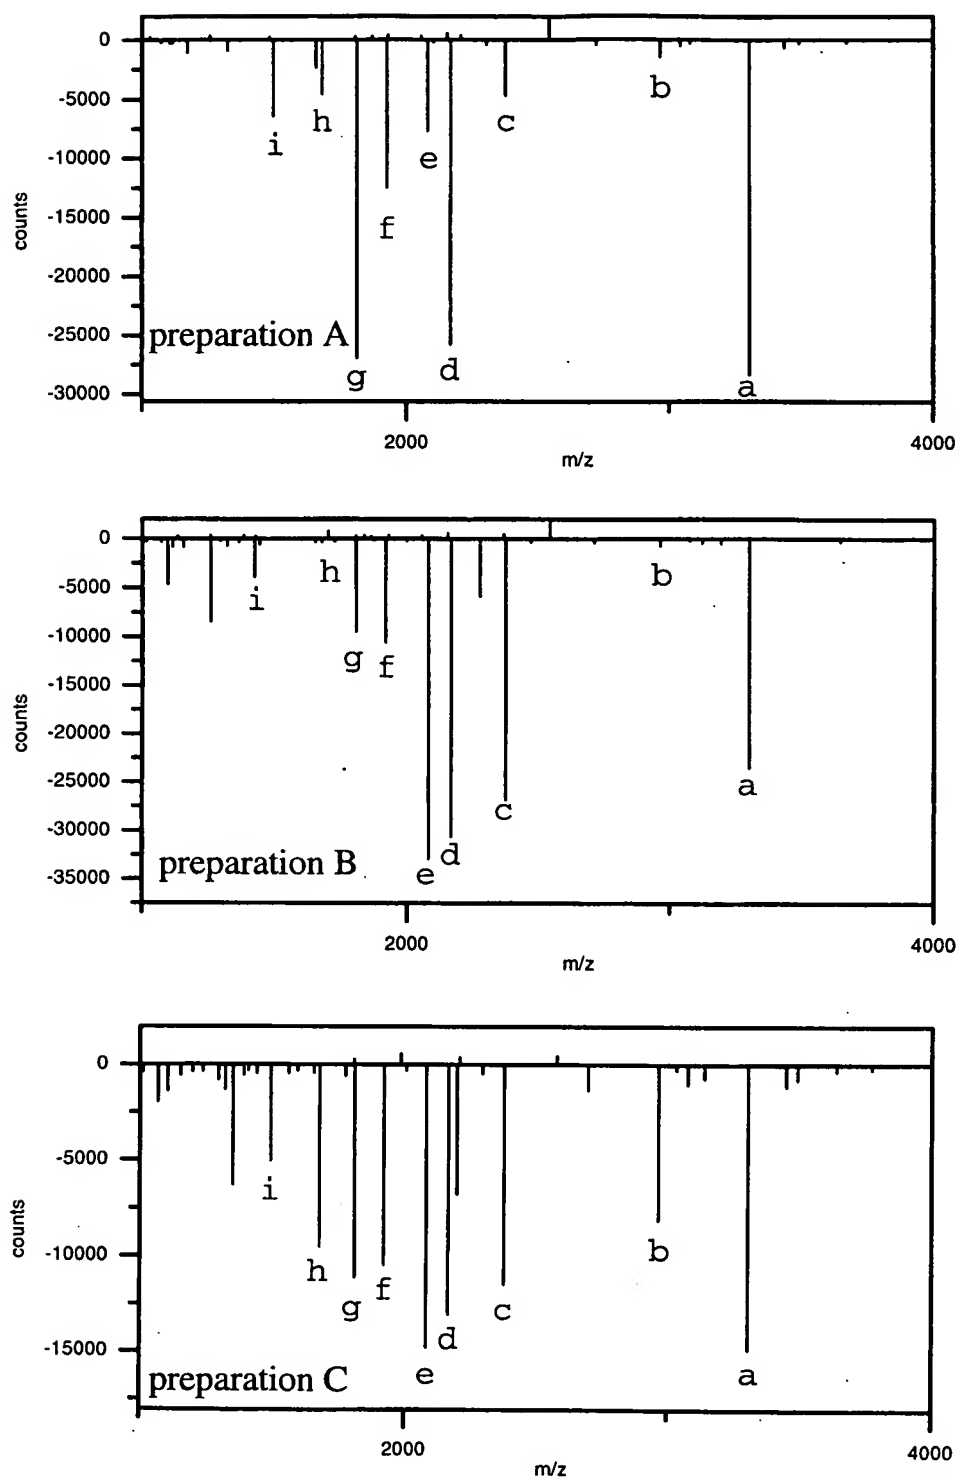 0
-5000
-10000
-15000
-20000
-25000
-30000
counts
i
h
g
f
e
d
c
b
a
preparation A
2000
4000
m/z
0
-5000
-10000
-15000
-20000
-25000
-30000
-35000
counts
i
h
g
f
e
d
c
b
a
preparation B
2000
4000
m/z
0
-5000
-10000
-15000
counts
i
h
g
f
e
d
c
b
a
preparation C
2000
4000
m/z